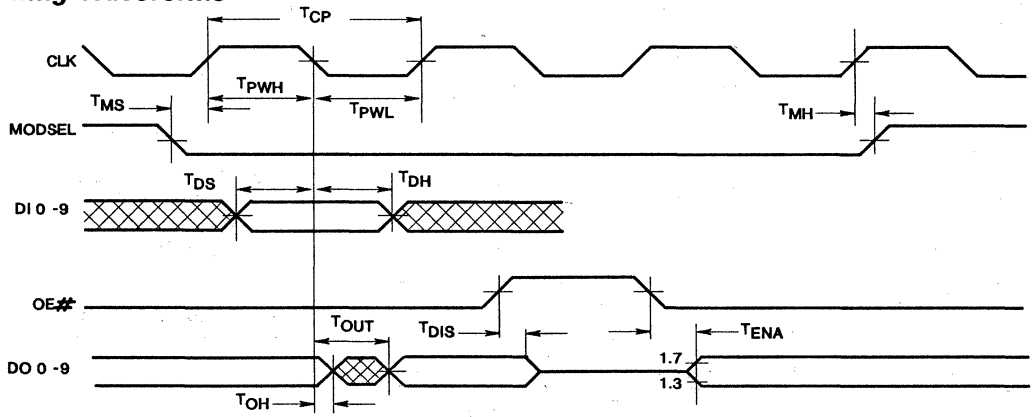 T_CP
CLK
T_PWH
T_PWL
T_MS
T_MH
MODSEL
T_DS
T_DH
DI 0 -9
OE#
T_OUT
T_DIS
T_ENA
DO 0 -9
1.7
1.3
T_OH